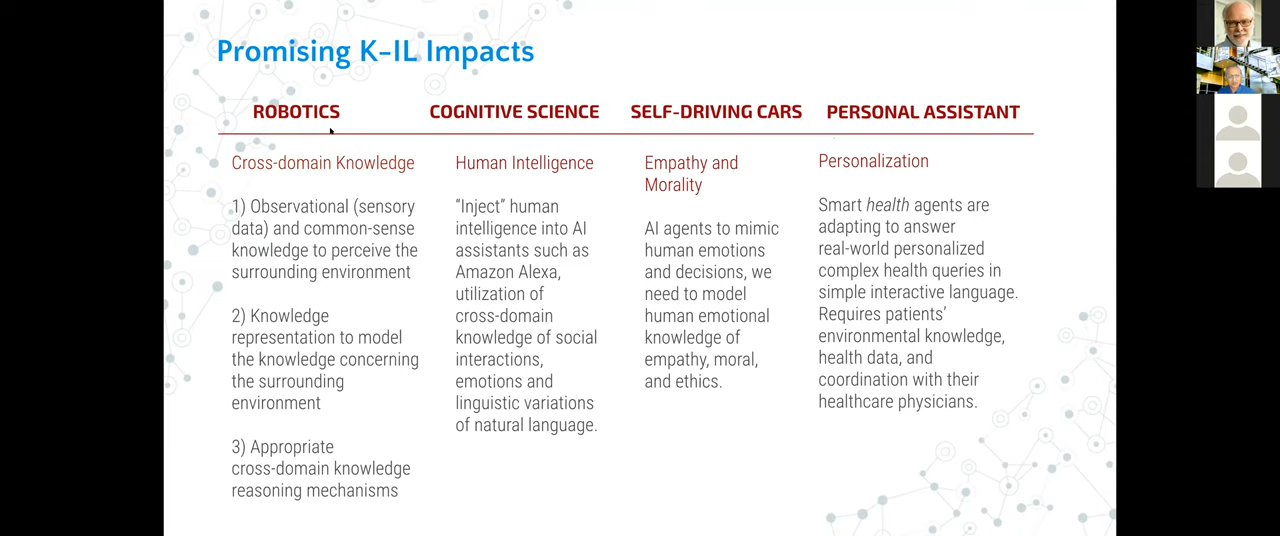 Promising K-IL Impacts
ROBOTICS
Cross-domain Knowledge
1) Observational (sensory
data) and common-sense
knowledge to perceive the
surrounding environment
2) Knowledge
representation to model
the knowledge concerning
the surrounding
environment
3) Appropriate
cross-domain knowledge
reasoning mechanisms
COGNITIVE SCIENCE
Human Intelligence
“Inject” human
intelligence into AI
assistants such as
Amazon Alexa,
utilization of
cross-domain
knowledge of social
interactions,
emotions and
linguistic variations
of natural language.
SELF-DRIVING CARS
Empathy and
Morality
AI agents to mimic
human emotions
and decisions, we
need to model
human emotional
knowledge of
empathy, moral,
and ethics.
PERSONAL ASSISTANT
Personalization
Smart health agents are
adapting to answer
real-world personalized
complex health queries in
simple interactive language.
Requires patients’
environmental knowledge,
health data, and
coordination with their
healthcare physicians.